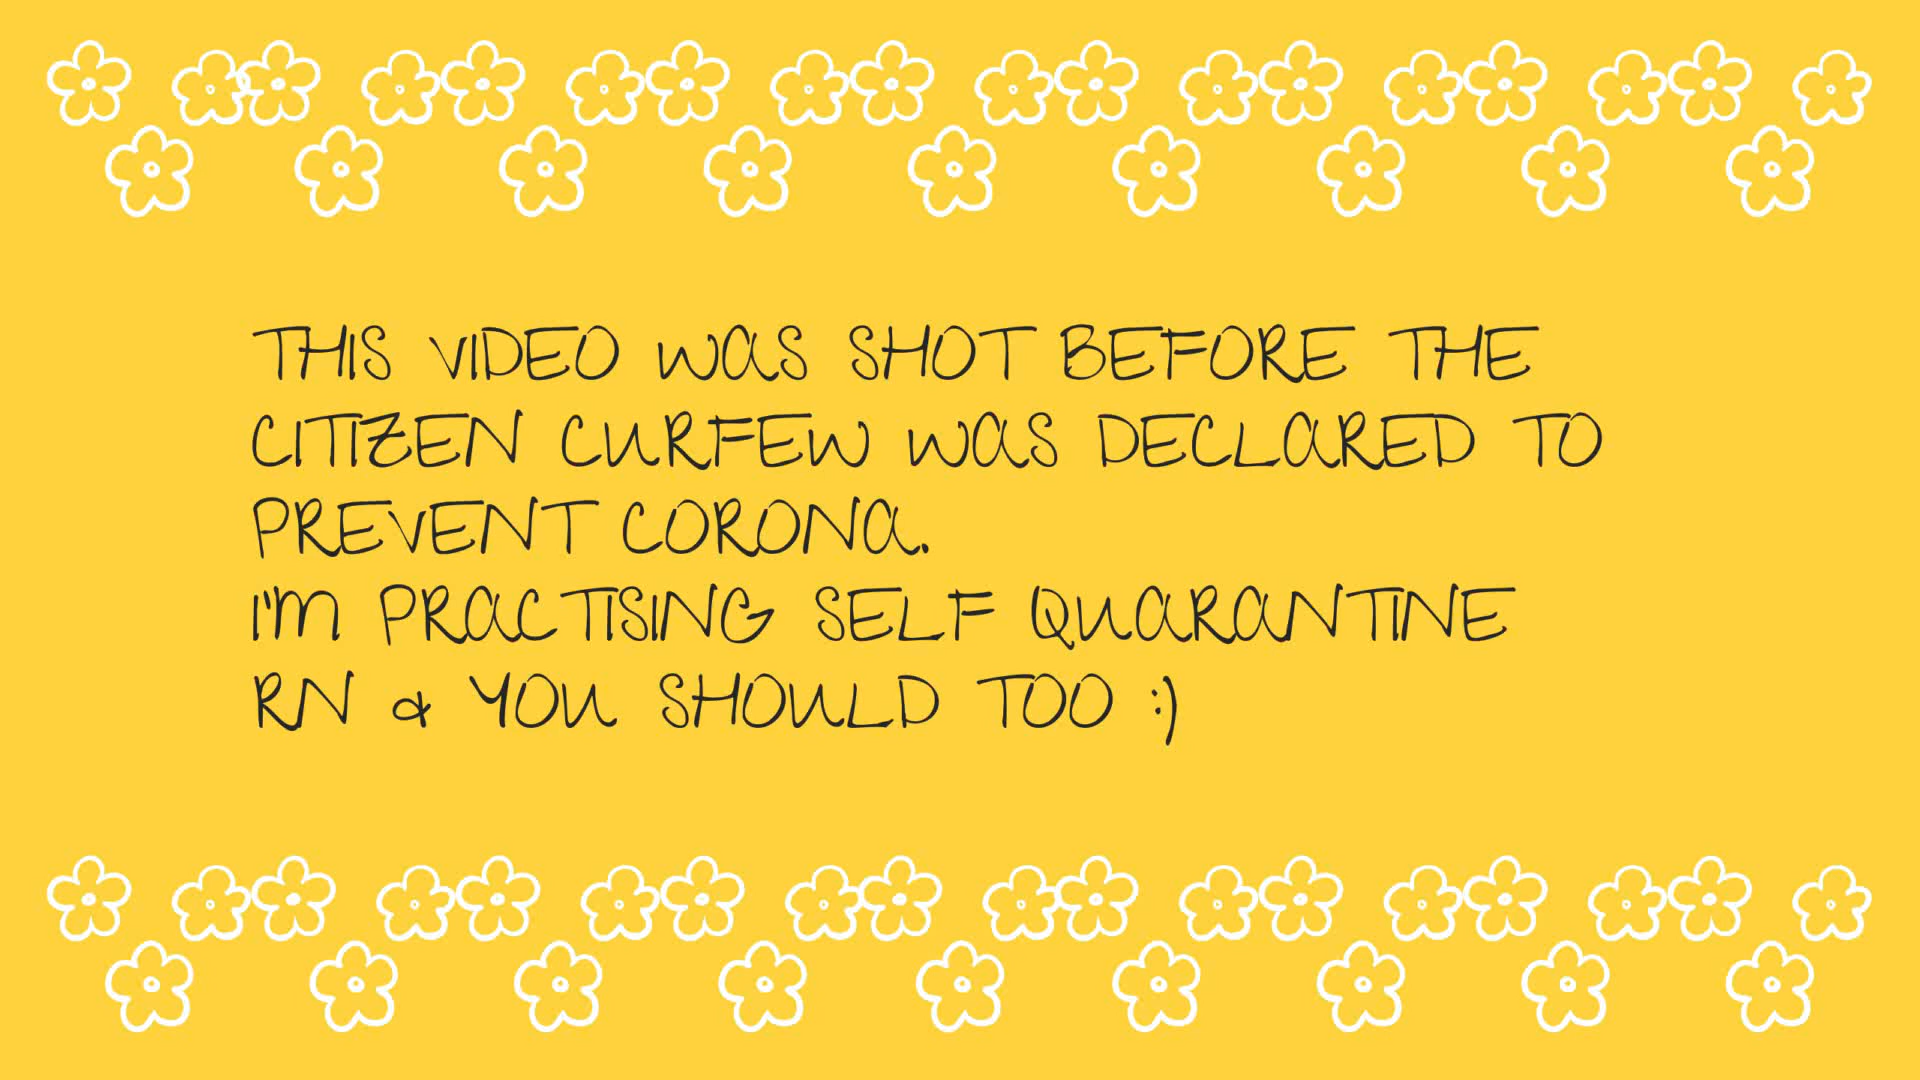 THIS VIDEO WAS SHOT BEFORE THE
CITIZEN CURFEW WAS DECLARED TO
PREVENT CORONA.
I'M PRACTISING SELF QUARANTINE
RN & YOU SHOULD TOO :)